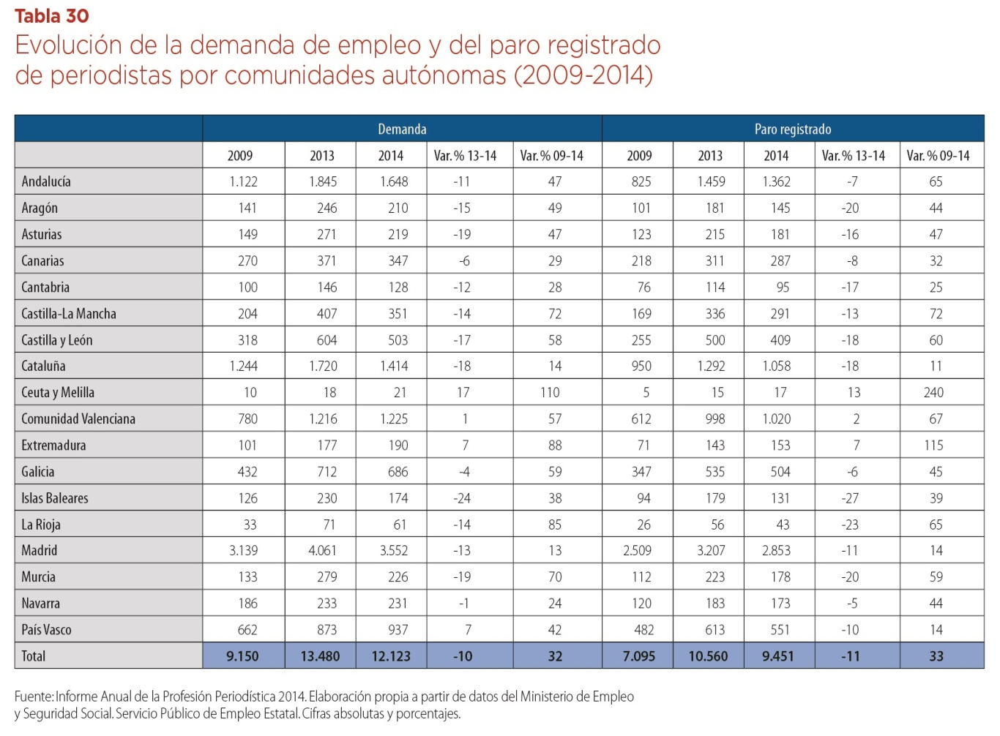 Tabla 30
Evolución de la demanda de empleo y del paro registrado
de periodistas por comunidades autónomas (2009-2014)
Demanda Paro registrado
2009 2013 2014 Var. % 13-14 Var. % 09-14 2009 2013 2014 Var. % 13-14 Var. % 09-14
Andalucía 1.122 1.845 1.648 -11 47 825 1.459 1.362 -7 65
Aragón 141 246 210 -15 49 101 181 145 -20 44
Asturias 149 271 219 -19 47 123 215 181 -16 47
Canarias 270 371 347 -6 29 218 311 287 -8 32
Cantabria 100 146 128 -12 28 76 114 95 -17 25
Castilla-La Mancha 204 407 351 -14 72 169 336 291 -13 72
Castilla y León 318 604 503 -17 58 255 500 409 -18 60
Cataluña 1.244 1.720 1.414 -18 14 950 1.292 1.058 -18 11
Ceuta y Melilla 10 18 21 17 110 5 15 17 13 240
Comunidad Valenciana 780 1.216 1.225 1 57 612 998 1.020 2 67
Extremadura 101 177 190 7 88 71 143 153 7 115
Galicia 432 712 686 -4 59 347 535 504 -6 45
Islas Baleares 126 230 174 -24 38 94 179 131 -27 39
La Rioja 33 71 61 -14 85 26 56 43 -23 65
Madrid 3.139 4.061 3.552 -13 13 2.509 3.207 2.853 -11 14
Murcia 133 279 226 -19 70 112 223 178 -20 59
Navarra 186 233 231 -1 24 120 183 173 -5 44
País Vasco 662 873 937 7 42 482 613 551 -10 14
Total 9.150 13.480 12.123 -10 32 7.095 10.560 9.451 -11 33
Fuente: Informe Anual de la Profesión Periodística 2014. Elaboración propia a partir de datos del Ministerio de Empleo
y Seguridad Social. Servicio Público de Empleo Estatal. Cifras absolutas y porcentajes.